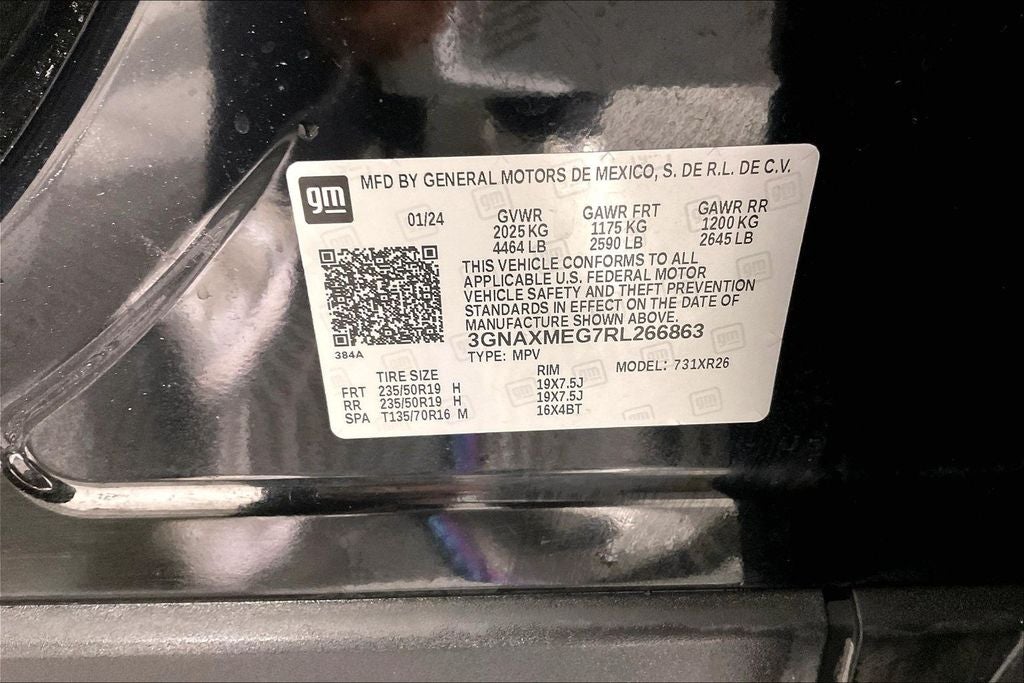 gm
MFD BY GENERAL MOTORS DE MEXICO, S. DE R.L. DE C.V.
01/24 GVWR GAWR FRT GAWR RR
2025 KG 1175 KG 1200 KG
4464 LB 2590 LB 2645 LB
THIS VEHICLE CONFORMS TO ALL
APPLICABLE U.S. FEDERAL MOTOR
VEHICLE SAFETY AND THEFT PREVENTION
STANDARDS IN EFFECT ON THE DATE OF
MANUFACTURE SHOWN ABOVE.
3GNAXMEG7RL266863
384A
TYPE: MPV MODEL: 731XR26
TIRE SIZE RIM
FRT 235/50R19 H 19X7.5J
RR 235/50R19 H 19X7.5J
SPA T135/70R16 M 16X4BT